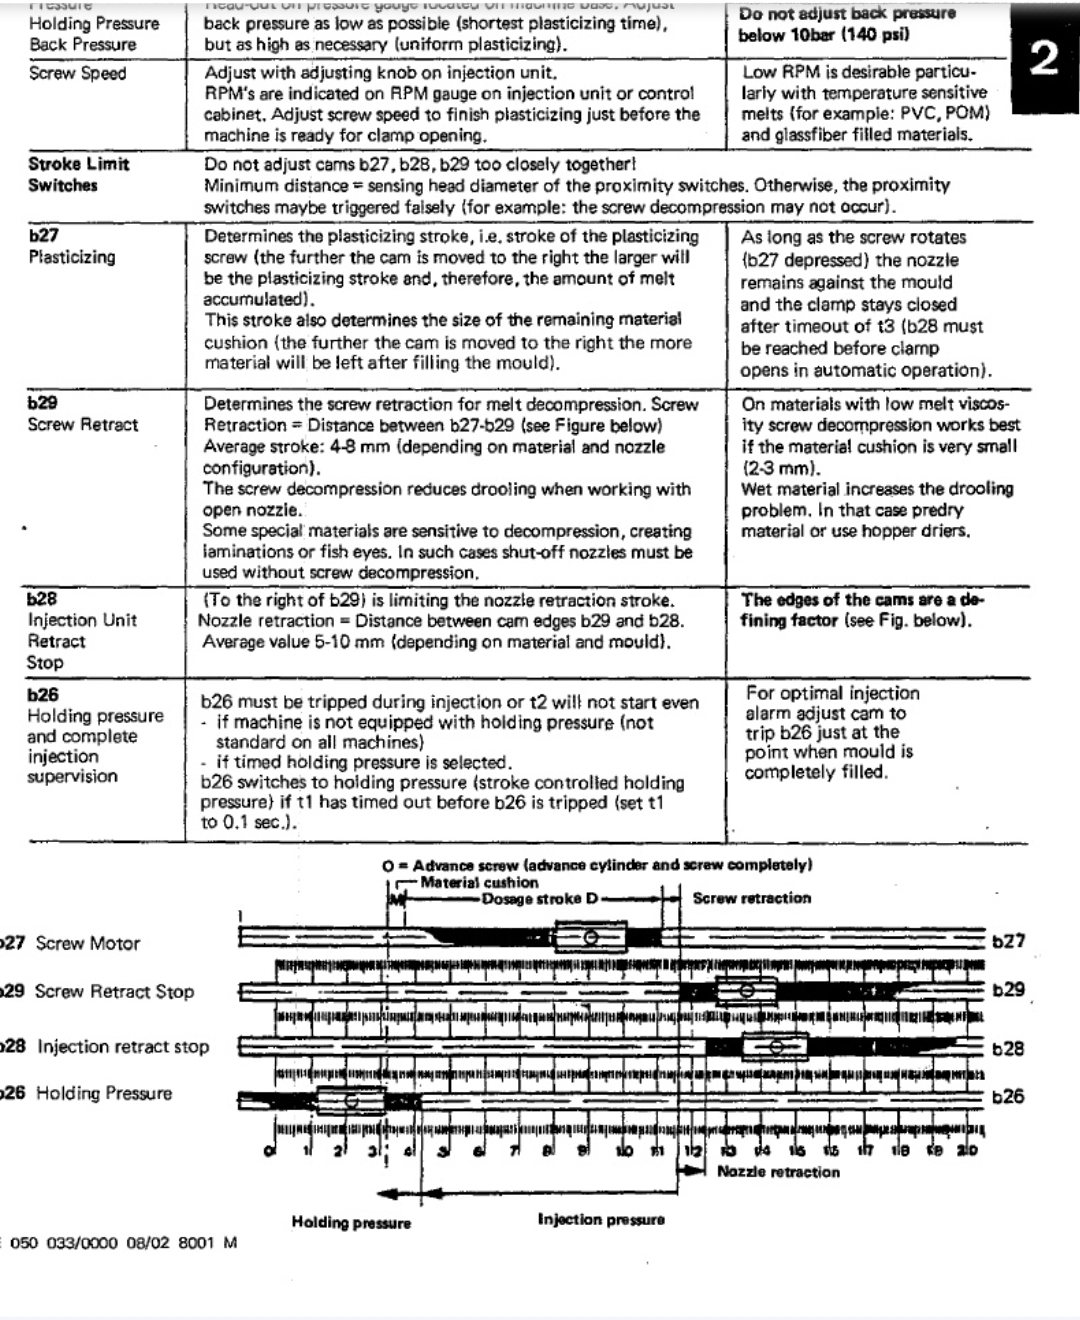 Pressure
Holding Pressure
Back Pressure
Read-out on pressure gauge located on machine base. Adjust
back pressure as low as possible (shortest plasticizing time),
but as high as necessary (uniform plasticizing).
Do not adjust back pressure
below 10bar (140 psi)
2
Screw Speed
Adjust with adjusting knob on injection unit.
RPM's are indicated on RPM gauge on injection unit or control
cabinet. Adjust screw speed to finish plasticizing just before the
machine is ready for clamp opening.
Low RPM is desirable particu-
larly with temperature sensitive
melts (for example: PVC, POM)
and glassfiber filled materials.
Stroke Limit
Switches
Do not adjust cams b27, b28, b29 too closely together!
Minimum distance = sensing head diameter of the proximity switches. Otherwise, the proximity
switches maybe triggered falsely (for example: the screw decompression may not occur).
b27
Plasticizing
Determines the plasticizing stroke, i.e. stroke of the plasticizing
screw (the further the cam is moved to the right the larger will
be the plasticizing stroke and, therefore, the amount of melt
accumulated).
This stroke also determines the size of the remaining material
cushion (the further the cam is moved to the right the more
material will be left after filling the mould).
As long as the screw rotates
(b27 depressed) the nozzle
remains against the mould
and the clamp stays closed
after timeout of t3 (b28 must
be reached before clamp
opens in automatic operation).
b29
Screw Retract
Determines the screw retraction for melt decompression. Screw
Retraction = Distance between b27-b29 (see Figure below)
Average stroke: 4-8 mm (depending on material and nozzle
configuration).
The screw decompression reduces drooling when working with
open nozzle.
Some special materials are sensitive to decompression, creating
laminations or fish eyes. In such cases shut-off nozzles must be
used without screw decompression.
On materials with low melt viscos-
ity screw decompression works best
if the material cushion is very small
(2-3 mm).
Wet material increases the drooling
problem. In that case predry
material or use hopper driers.
b28
Injection Unit
Retract
Stop
(To the right of b29) is limiting the nozzle retraction stroke.
Nozzle retraction = Distance between cam edges b29 and b28.
Average value 5-10 mm (depending on material and mould).
The edges of the cams are a de-
fining factor (see Fig. below).
b26
Holding pressure
and complete
injection
supervision
b26 must be tripped during injection or t2 will not start even
- if machine is not equipped with holding pressure (not
standard on all machines)
- if timed holding pressure is selected.
b26 switches to holding pressure (stroke controlled holding
pressure) if t1 has timed out before b26 is tripped (set t1
to 0.1 sec.).
For optimal injection
alarm adjust cam to
trip b26 just at the
point when mould is
completely filled.
O = Advance screw (advance cylinder and screw completely)
Material cushion
M Dosage stroke D Screw retraction
b27 Screw Motor b27
b29 Screw Retract Stop b29
b28 Injection retract stop b28
b26 Holding Pressure b26
0 1 2 3 4 5 6 7 8 9 10 11 12 13 14 15 16 17 18 19 20
Nozzle retraction
Holding pressure Injection pressure
050 033/0000 08/02 8001 M